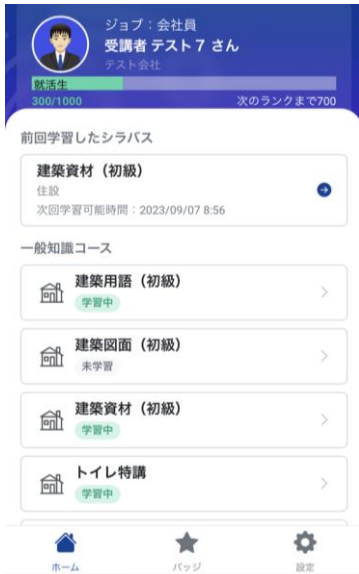 ジョブ：会社員
受講者 テスト7 さん
テスト会社
就活生
300/1000
次のランクまで700
前回学習したシラバス
建築資材（初級）
住設
次回学習可能時間：2023/09/07 8:56
一般知識コース
建築用語（初級）
学習中
建築図面（初級）
未学習
建築資材（初級）
学習中
トイレ特講
学習中
ホーム
バッジ
設定